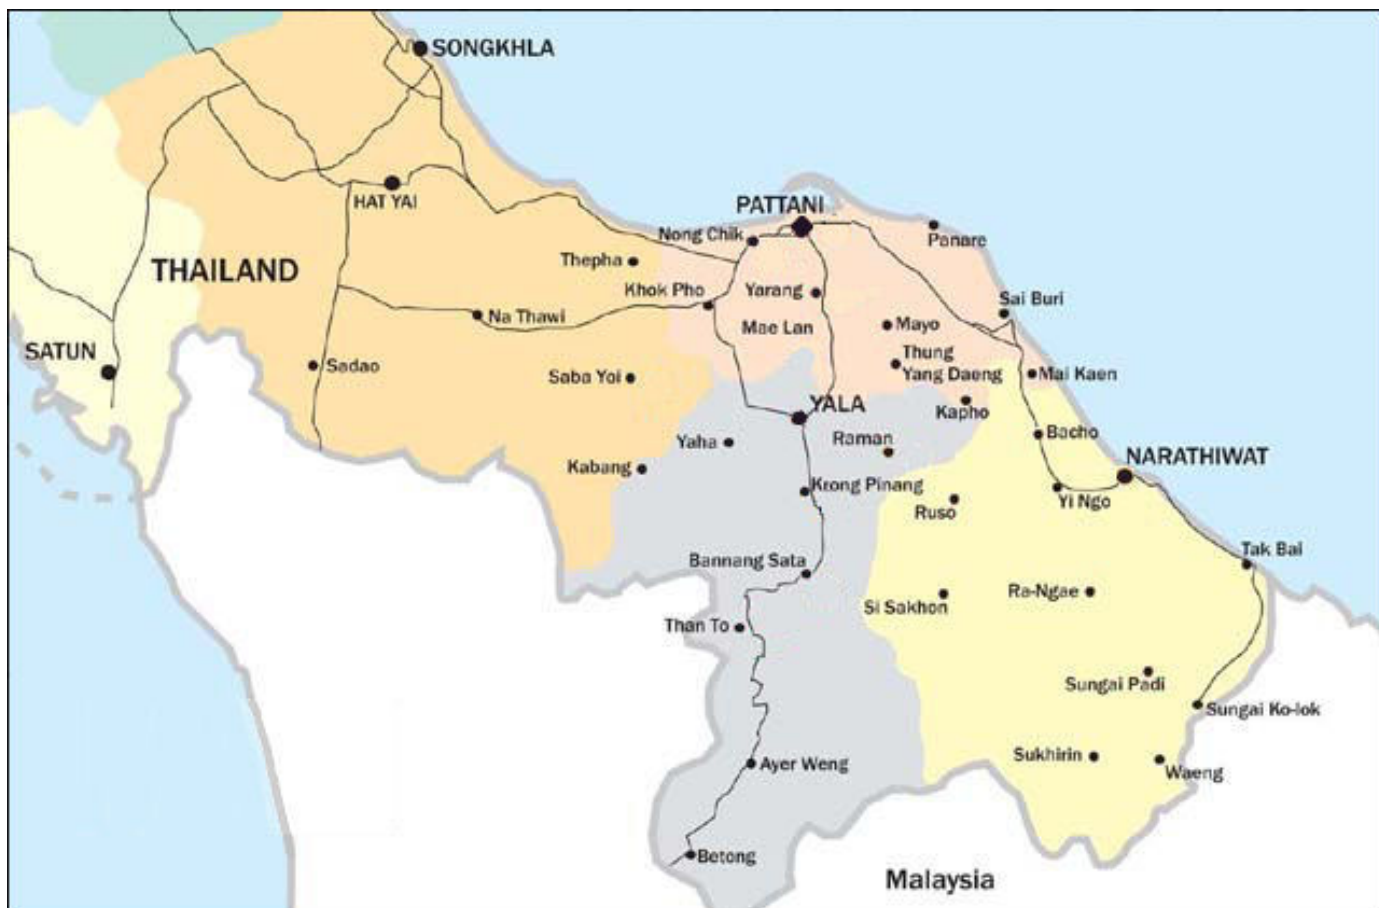 SONGKHLA
HAT YAI
PATTANI
Nong Chik
Panare
THAILAND
Thepha
Khok Pho
Yarang
Sai Buri
Na Thawi
Mae Lan
Mayo
SATUN
Sadao
Saba Yoi
Thung
Yang Daeng
Mai Kaen
YALA
Kapho
Yaha
Raman
Bacho
NARATHIWAT
Kabang
Krong Pinang
Ruso
Yi Ngo
Bannang Sata
Tak Bai
Si Sakhon
Ra-Ngae
Than To
Sungai Padi
Sungai Ko-lok
Ayer Weng
Sukhirin
Waeng
Betong
Malaysia